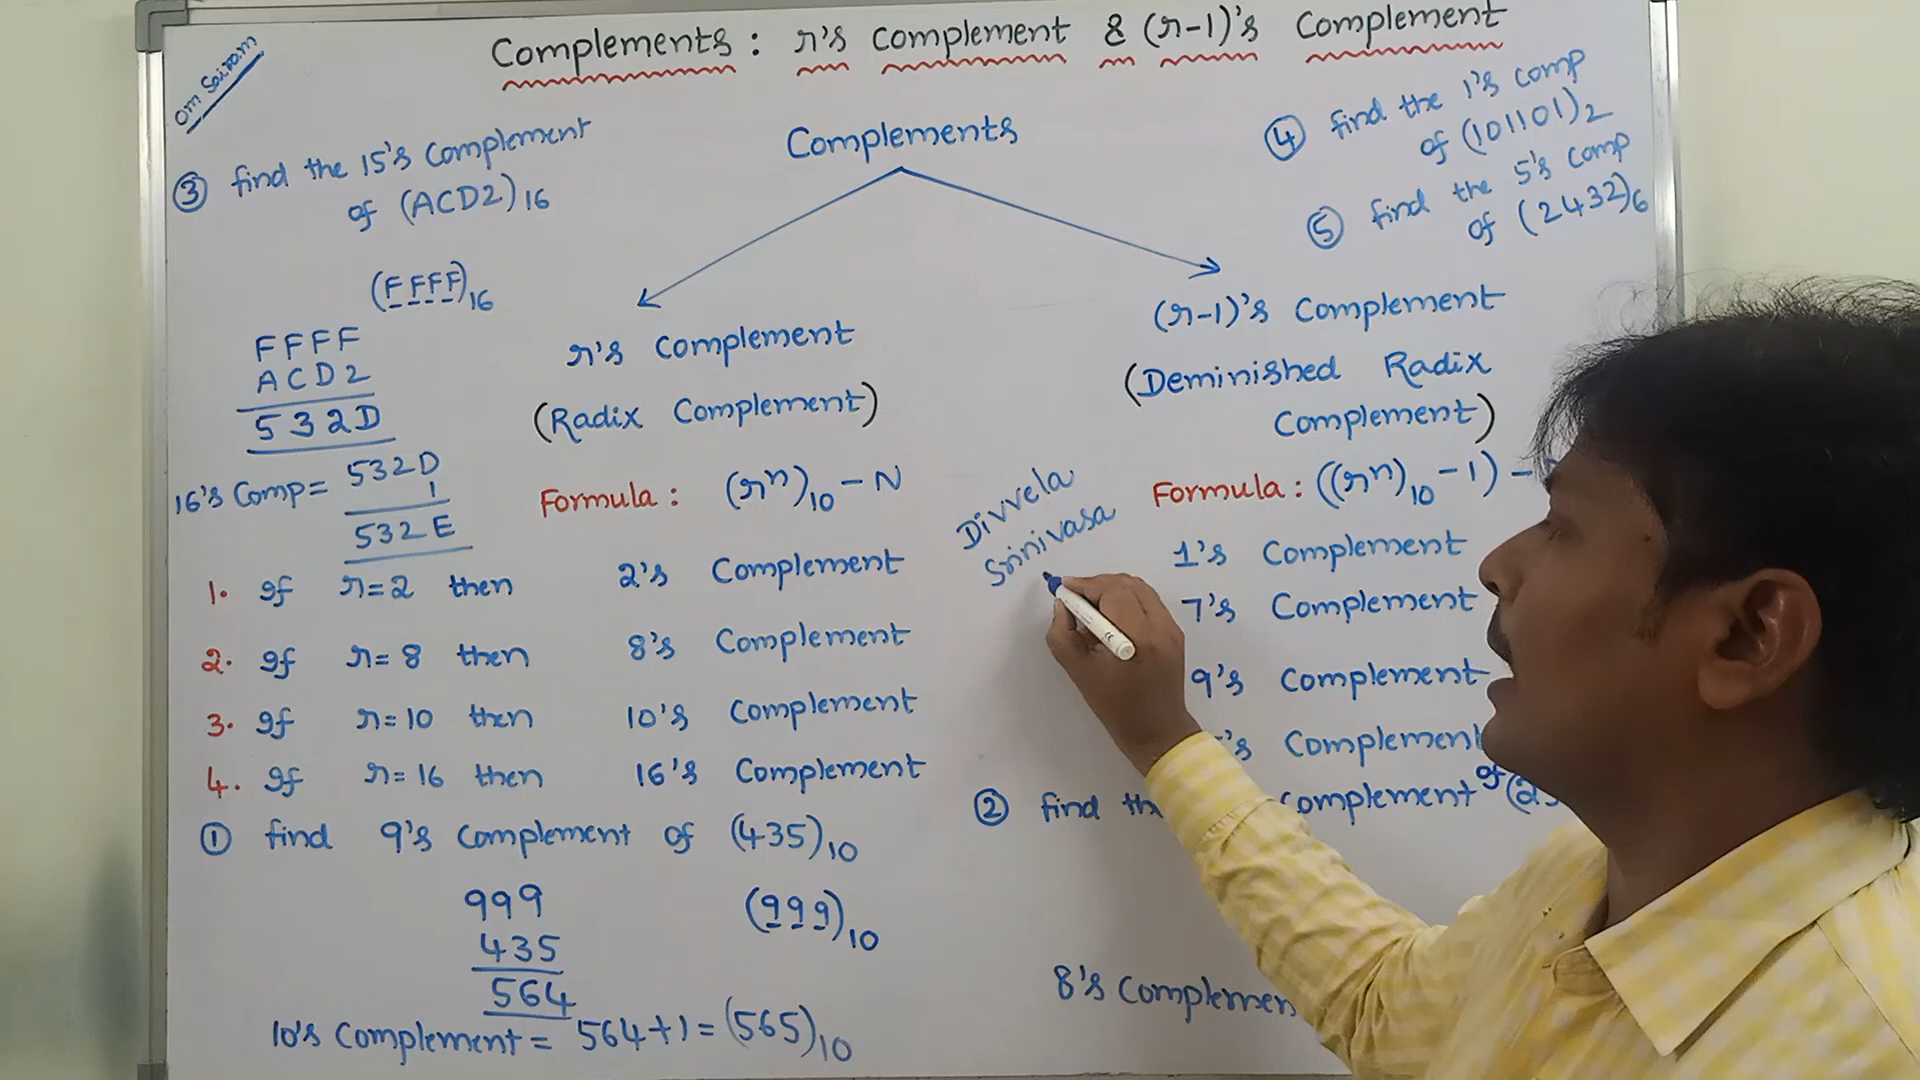 Complements: r's complement & (r-1)'s Complement
Om Sairam
Complements
③ find the 15's Complement
of (ACD2)16
(FFFF)16
FFFF
ACD2
532D
16's Comp= 532D
1
532E
④ find the 1's comp
of (101101)2
⑤ find the 5's comp
of (2432)6
r's Complement
(Radix Complement)
Formula: (rⁿ)10 - N
(r-1)'s Complement
(Deminished Radix
Complement)
Formula: ((rⁿ)10 - 1) -
Divvela
Srinivasa
1. If r=2 then 2's Complement 1's Complement
2. If r=8 then 8's Complement 7's Complement
3. If r=10 then 10's Complement 9's Complement
4. If r=16 then 16's Complement 's Complement
① find 9's complement of (435)10
999 (999)10
435
564
10's Complement = 564+1 = (565)10
② find complement of
8's Complemen